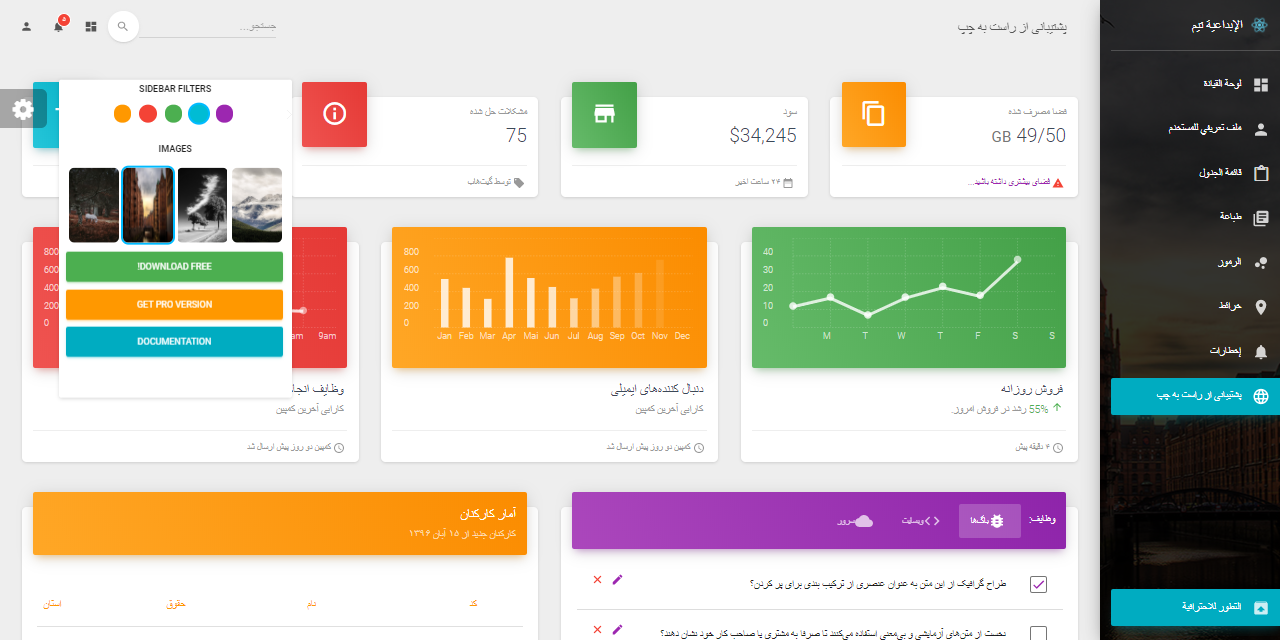 الإبداعية تيم
لوحة القيادة
ملف تعريفي للمستخدم
قائمة الجدول
طباعة
الرموز
خرائط
إخطارات
پشتیبانی از راست به چپ
التطور للاحترافية
پشتیبانی از راست به چپ
جستجو...
۵
فضا مصرف شده
49/50 GB
فضای بیشتری داشته باشید...
سود
$34,245
۲۴ ساعت اخیر
مشکلات حل شده
75
توسط گیت‌هاب
SIDEBAR FILTERS
IMAGES
!DOWNLOAD FREE
GET PRO VERSION
DOCUMENTATION
40
30
20
10
0
M T W T F S S
فروش روزانه
55% رشد در فروش امروز.
۴ دقیقه پیش
800
600
400
200
0
Jan Feb Mar Apr Mai Jun Jul Aug Sep Oct Nov Dec
دنبال کننده‌های ایمیلی
کارایی آخرین کمپین
کمپین دو روز پیش ارسال شد
800
600
400
200
0
am 9am
وظایف انجا
کارایی آخرین کمپین
کمپین دو روز پیش ارسال شد
وظایف:
باگ‌ها
وبسایت
سرور
طراح گرافیک از این متن به عنوان عنصری از ترکیب بندی برای پر کردن؟
نخست از متن‌های آزمایشی و بی‌معنی استفاده می‌کنند تا صرفا به مشتری یا صاحب کار خود نشان دهند؟
آمار کارکنان
کارکنان جدید از ۱۵ آبان ۱۳۹۶
کد
نام
حقوق
استان